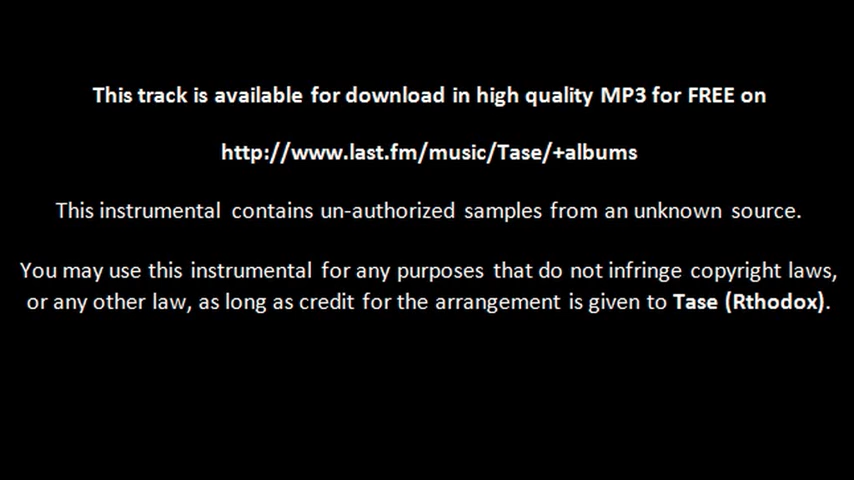 This track is available for download in high quality MP3 for FREE on
http://www.last.fm/music/Tase/+albums
This instrumental contains un-authorized samples from an unknown source.
You may use this instrumental for any purposes that do not infringe copyright laws,
or any other law, as long as credit for the arrangement is given to Tase (Rthodox).